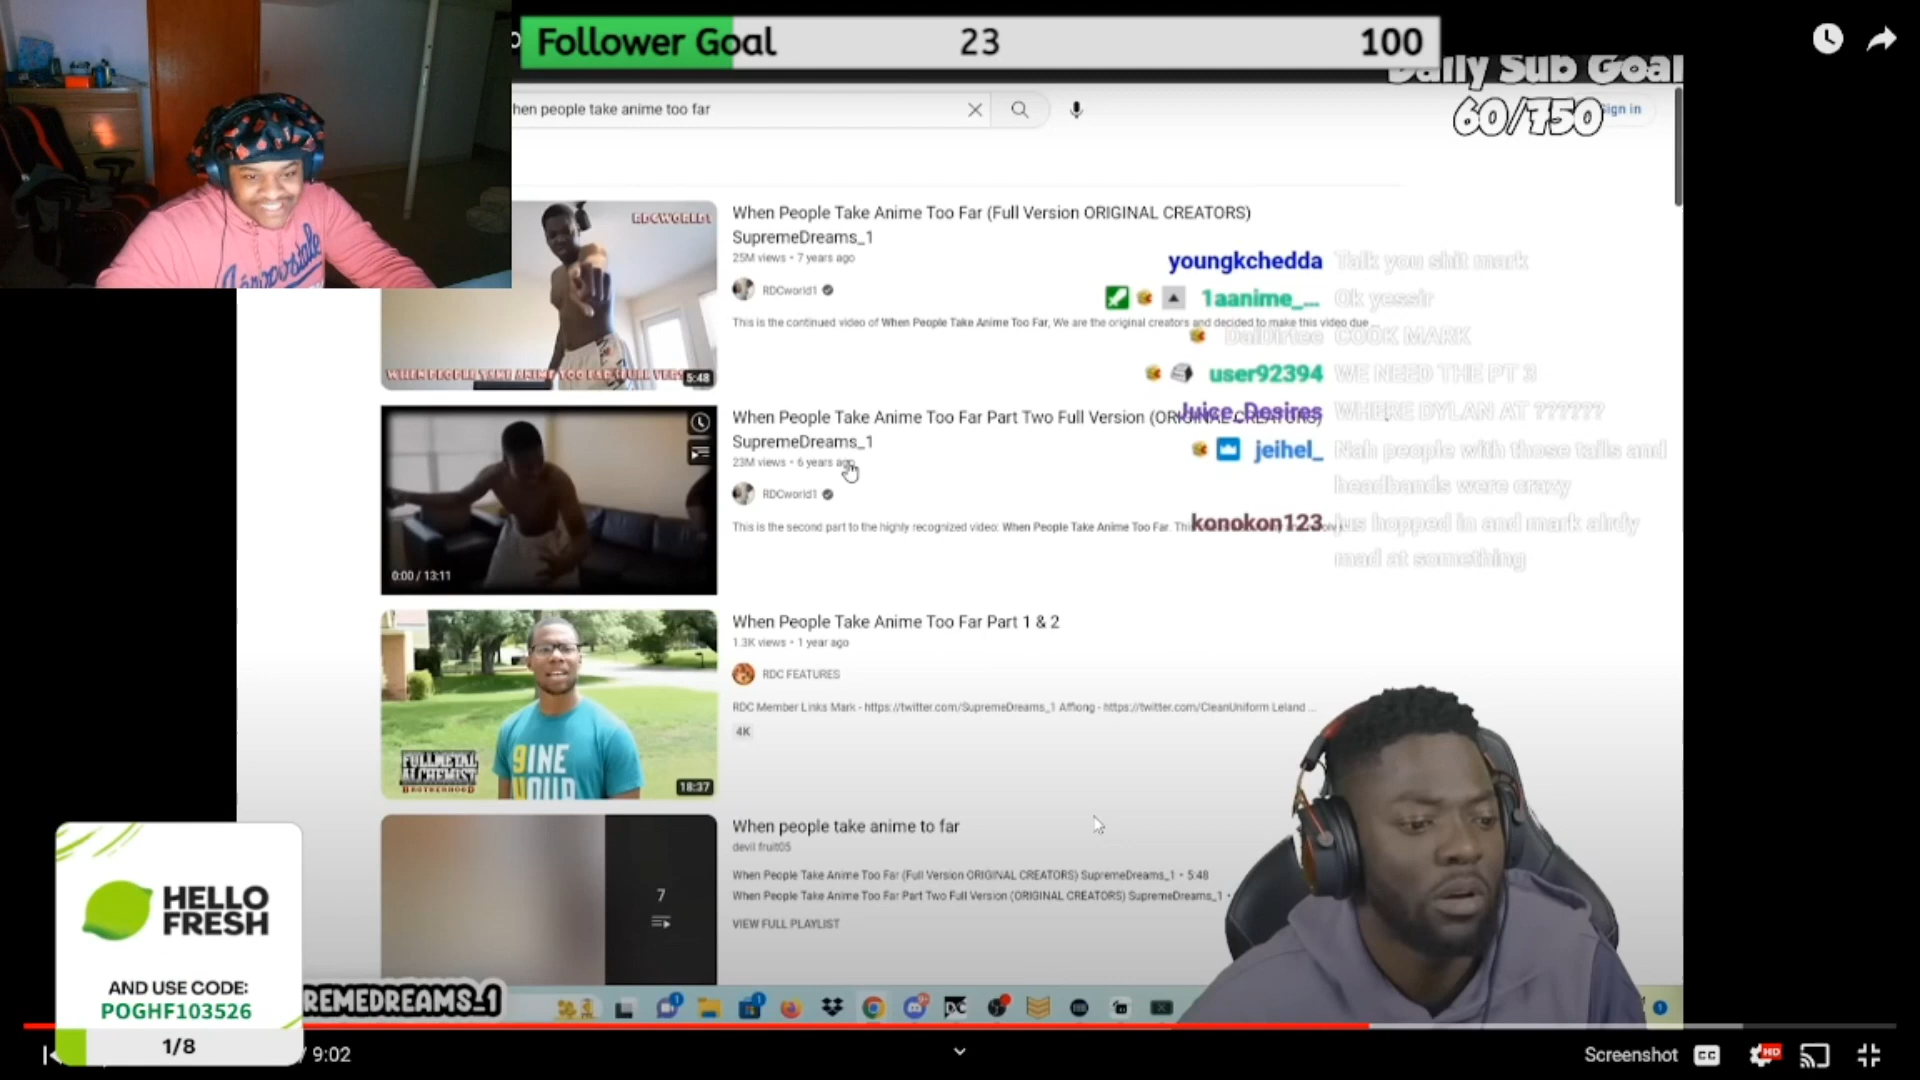 Follower Goal 23 100
Daily Sub Goal
60/750
hen people take anime too far
ign in
RDCWORLD1
When People Take Anime Too Far (Full Version ORIGINAL CREATORS)
SupremeDreams_1
25M views • 7 years ago
RDCworld1
This is the continued video of When People Take Anime Too Far, We are the original creators and decided to make this video due
5:48
youngkchedda Talk you shit mark
1aanime_... Ok yessir
DaiDirtee COOK MARK
user92394 WE NEED THE PT 3
Juice_Desires WHERE DYLAN AT ??????
jeihel_ Nah people with those tails and
headbands were crazy
konokon123 jus hopped in and mark alrdy
mad at something
When People Take Anime Too Far Part Two Full Version (ORIGINAL CREATORS)
SupremeDreams_1
23M views • 6 years ago
RDCworld1
This is the second part to the highly recognized video: When People Take Anime Too Far.
0:00 / 13:11
When People Take Anime Too Far Part 1 & 2
1.3K views • 1 year ago
RDC FEATURES
RDC Member Links Mark - https://twitter.com/SupremeDreams_1 Affiong - https://twitter.com/CleanUniform Leland ...
4K
FULLMETAL
ALCHEMIST
BROTHERHOOD
9INE
18:37
When people take anime to far
devil fruit05
When People Take Anime Too Far (Full Version ORIGINAL CREATORS) SupremeDreams_1 • 5:48
When People Take Anime Too Far Part Two Full Version (ORIGINAL CREATORS) SupremeDreams_1 •
VIEW FULL PLAYLIST
7
HELLO
FRESH
AND USE CODE:
POGHF103526
1/8
REMEDREAMS_1
/ 9:02
Screenshot
CC
HD